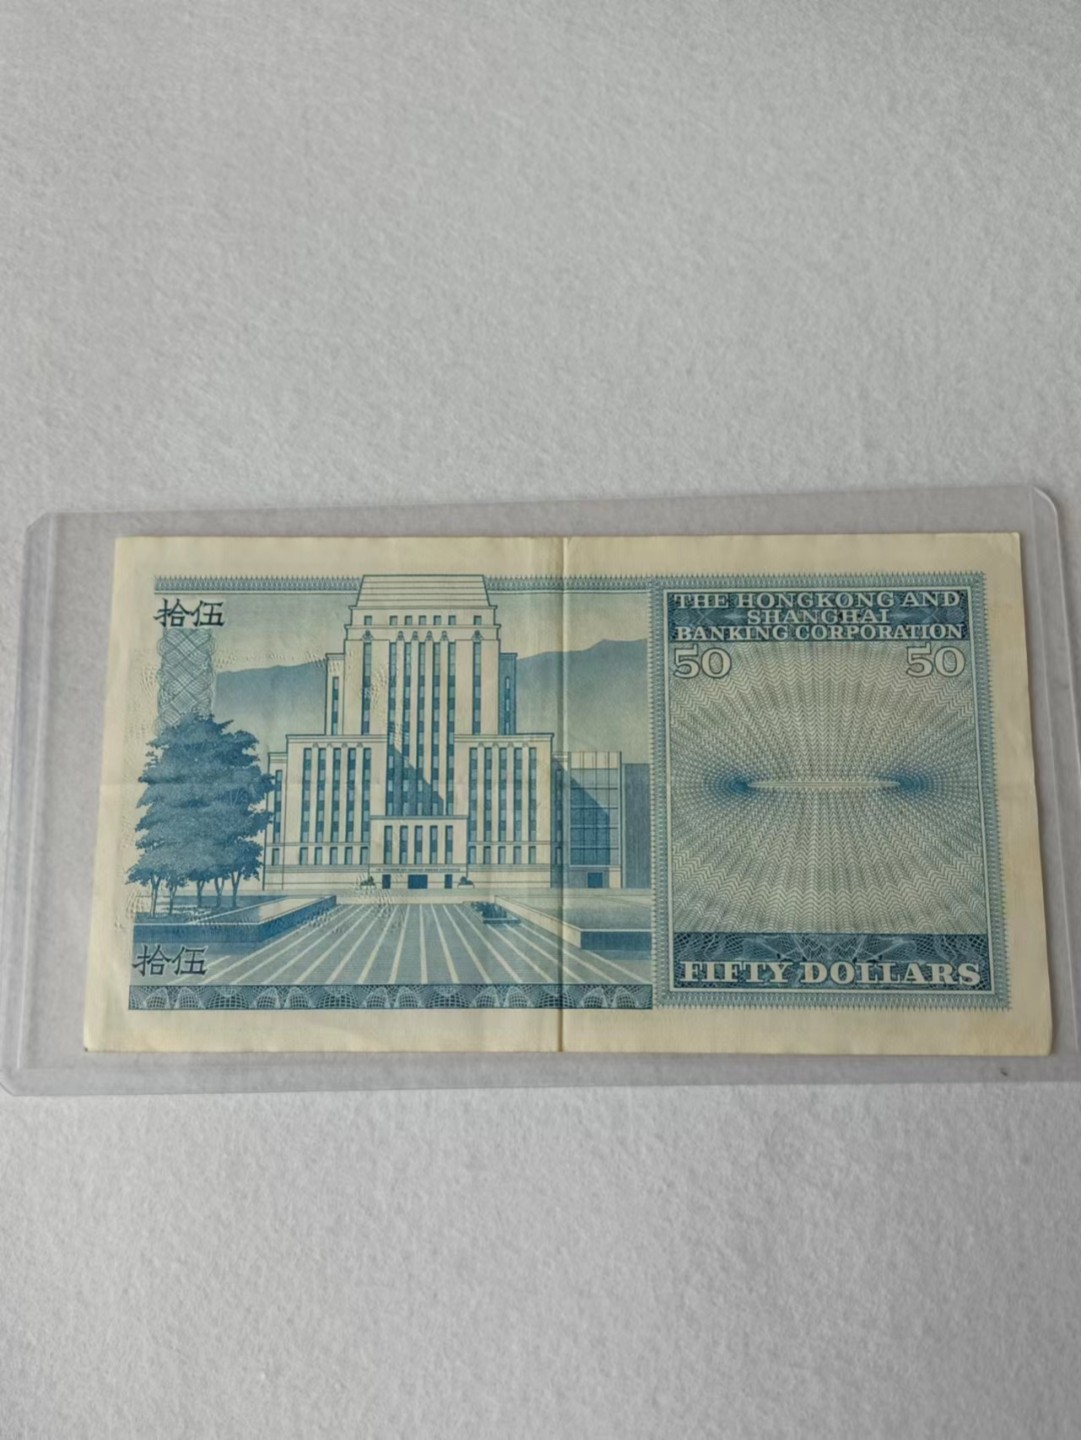 拾伍
THE HONGKONG AND
SHANGHAI
BANKING CORPORATION
50 50
拾伍
FIFTY DOLLARS